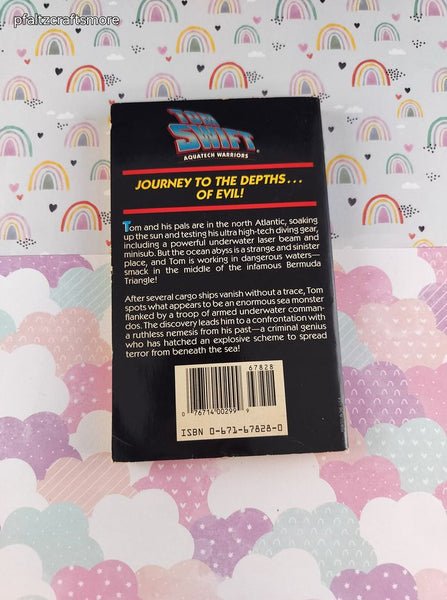 pfaltzcraftsmore
TOM
SWIFT®
AQUATECH WARRIORS
JOURNEY TO THE DEPTHS...
OF EVIL!
Tom and his pals are in the north Atlantic, soaking
up the sun and testing his ultra high-tech diving gear,
including a powerful underwater laser beam and
minisub. But the ocean abyss is a strange and sinister
place, and Tom is working in dangerous waters—
smack in the middle of the infamous Bermuda
Triangle!
After several cargo ships vanish without a trace, Tom
spots what appears to be an enormous sea monster
flanked by a troop of armed underwater comman-
dos. The discovery leads him to a confrontation with
a ruthless nemesis from his past—a criminal genius
who has hatched an explosive scheme to spread
terror from beneath the sea!
67828
0 76714 00299 9
ISBN 0-671-67828-0